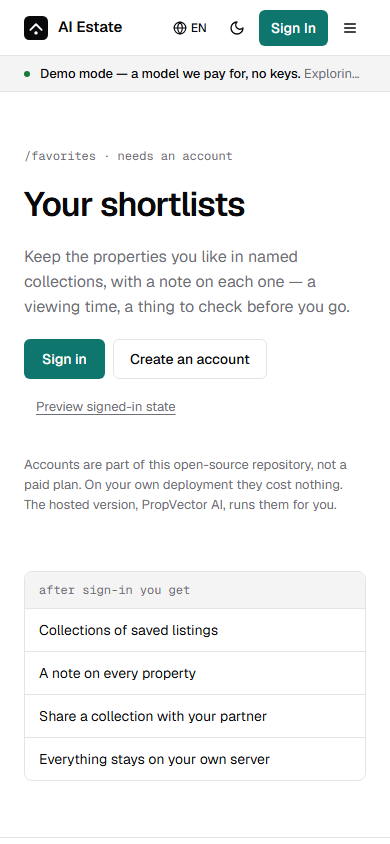 AI Estate
EN
Sign In
Demo mode — a model we pay for, no keys. Explorin...
/favorites · needs an account
Your shortlists
Keep the properties you like in named
collections, with a note on each one — a
viewing time, a thing to check before you go.
Sign in
Create an account
Preview signed-in state
Accounts are part of this open-source repository, not a
paid plan. On your own deployment they cost nothing.
The hosted version, PropVector AI, runs them for you.
after sign-in you get
Collections of saved listings
A note on every property
Share a collection with your partner
Everything stays on your own server